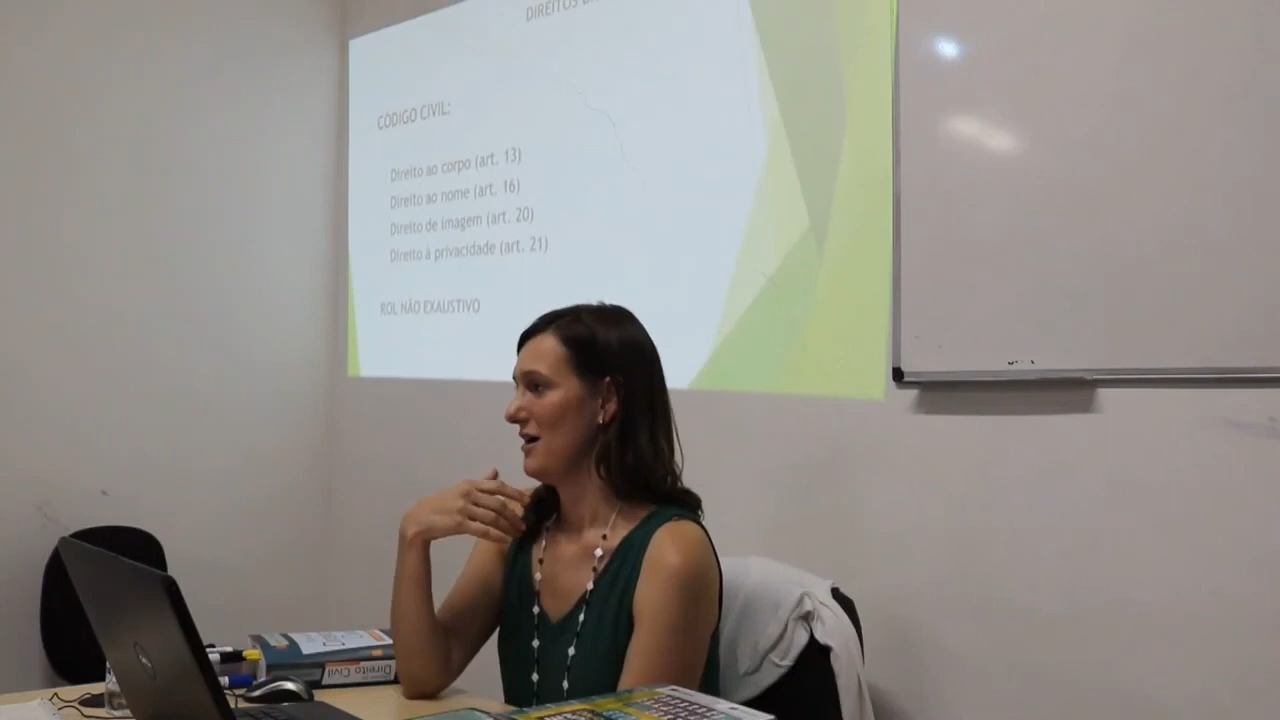 DIREITOS
CÓDIGO CIVIL:
Direito ao corpo (art. 13)
Direito ao nome (art. 16)
Direito de imagem (art. 20)
Direito à privacidade (art. 21)
ROL NÃO EXAUSTIVO
Direito Civil